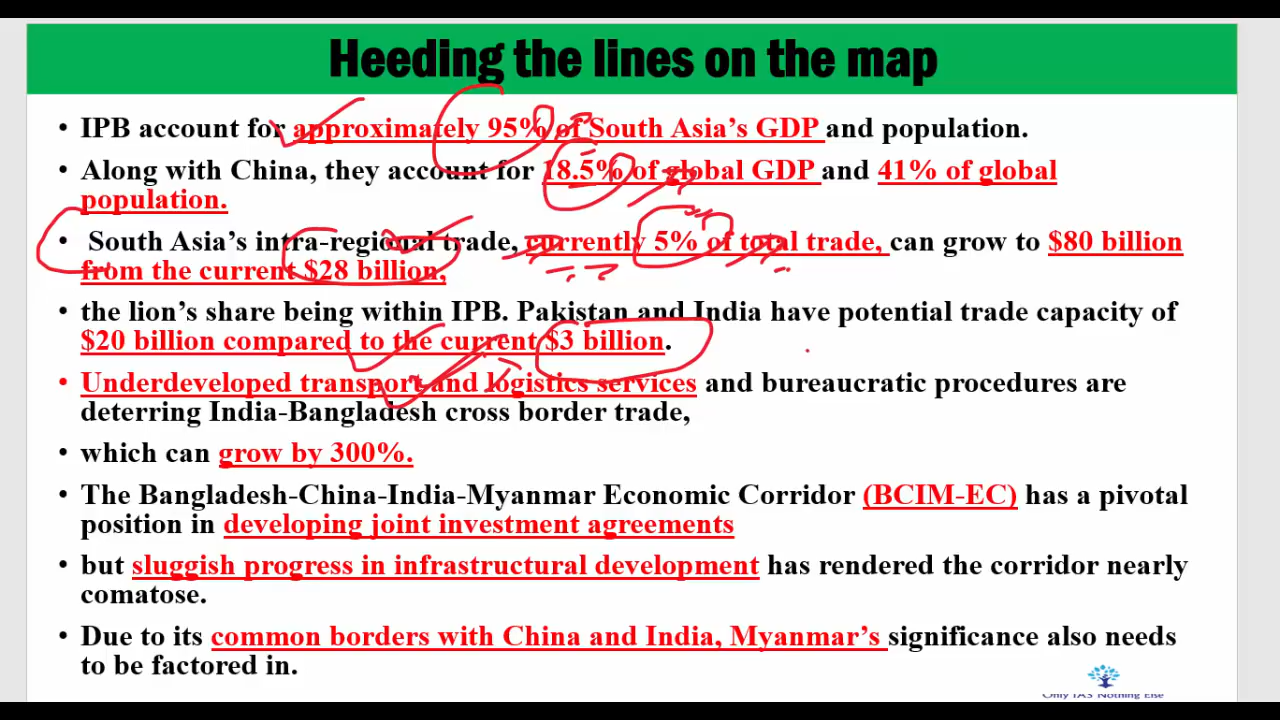 Heeding the lines on the map
• IPB account for approximately 95% of South Asia's GDP and population.
• Along with China, they account for 18.5% of global GDP and 41% of global
population.
• South Asia's intra-regional trade, currently 5% of total trade, can grow to $80 billion
from the current $28 billion,
• the lion's share being within IPB. Pakistan and India have potential trade capacity of
$20 billion compared to the current $3 billion.
• Underdeveloped transport and logistics services and bureaucratic procedures are
deterring India-Bangladesh cross border trade,
• which can grow by 300%.
• The Bangladesh-China-India-Myanmar Economic Corridor (BCIM-EC) has a pivotal
position in developing joint investment agreements
• but sluggish progress in infrastructural development has rendered the corridor nearly
comatose.
• Due to its common borders with China and India, Myanmar's significance also needs
to be factored in.
Only IAS Nothing Else